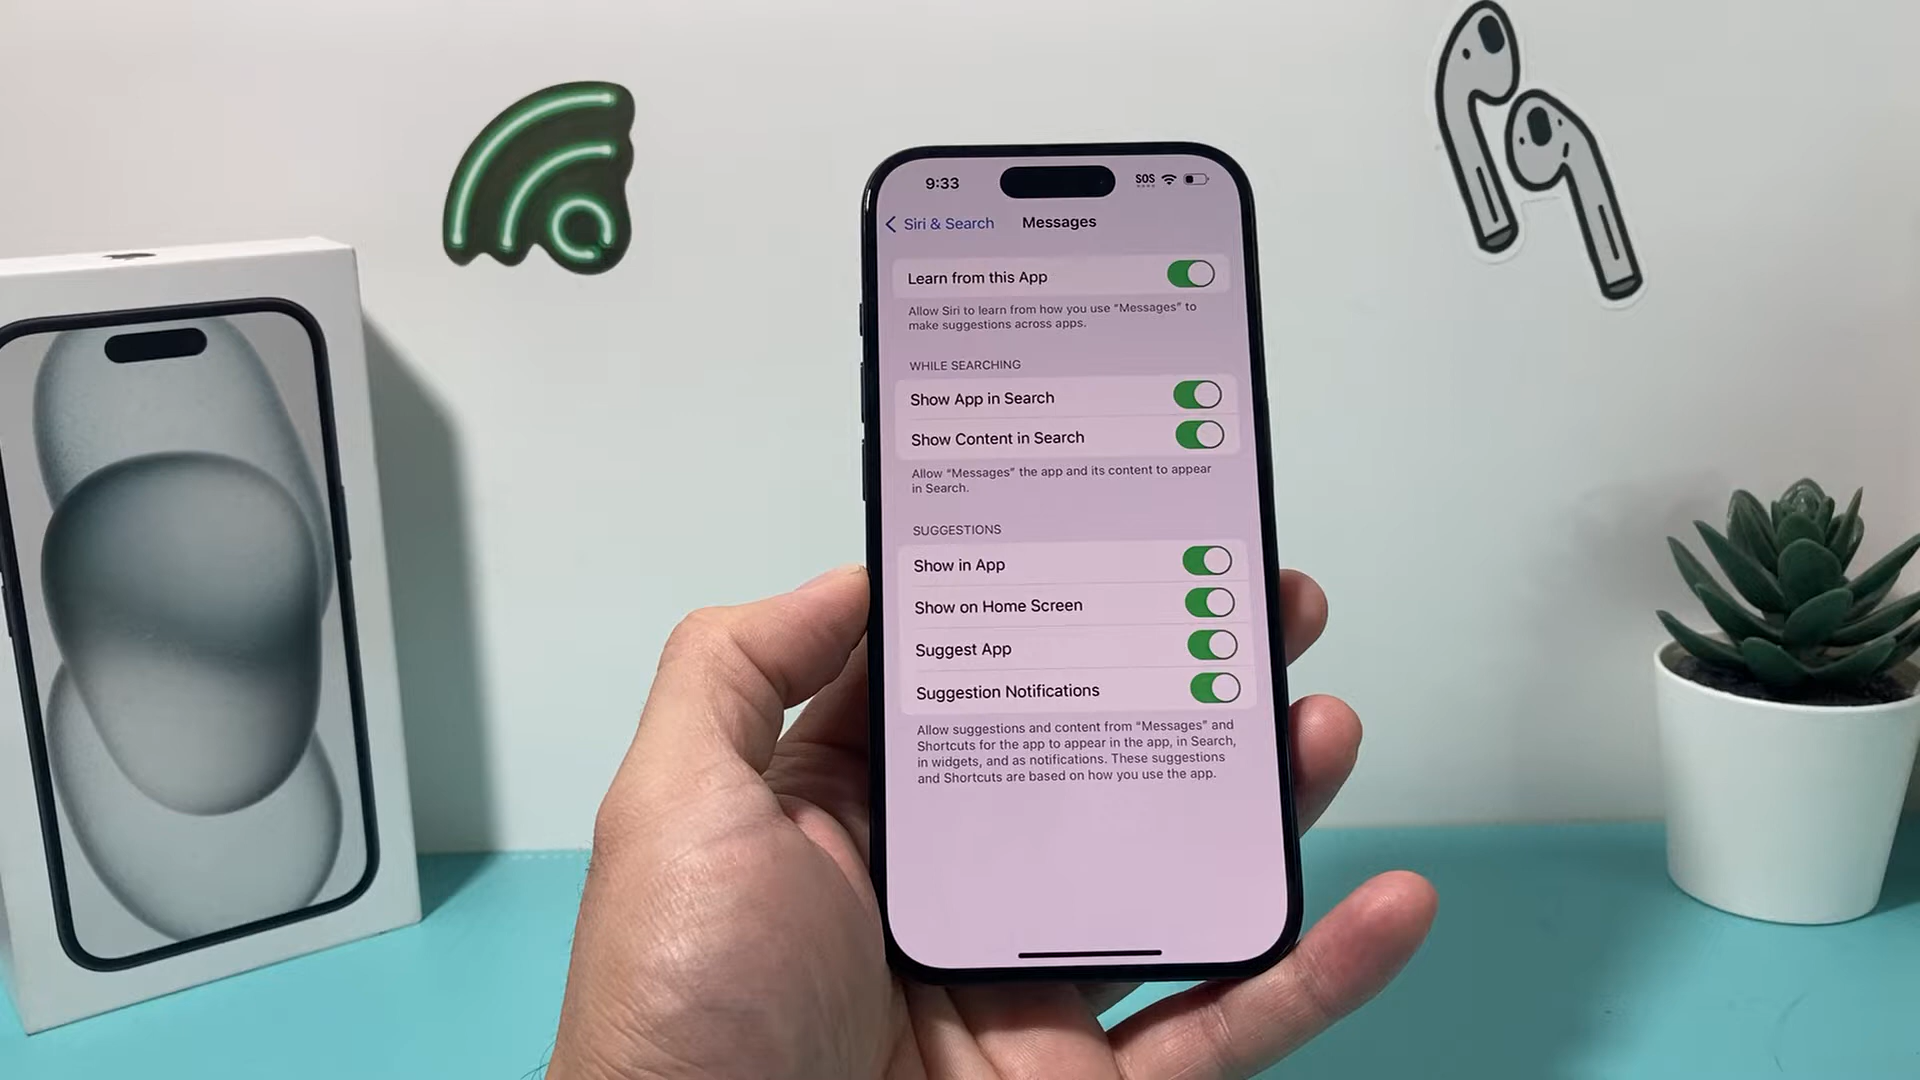 9:33
SOS
Siri & Search
Messages
Learn from this App
Allow Siri to learn from how you use “Messages” to
make suggestions across apps.
WHILE SEARCHING
Show App in Search
Show Content in Search
Allow “Messages” the app and its content to appear
in Search.
SUGGESTIONS
Show in App
Show on Home Screen
Suggest App
Suggestion Notifications
Allow suggestions and content from “Messages” and
Shortcuts for the app to appear in the app, in Search,
in widgets, and as notifications. These suggestions
and Shortcuts are based on how you use the app.